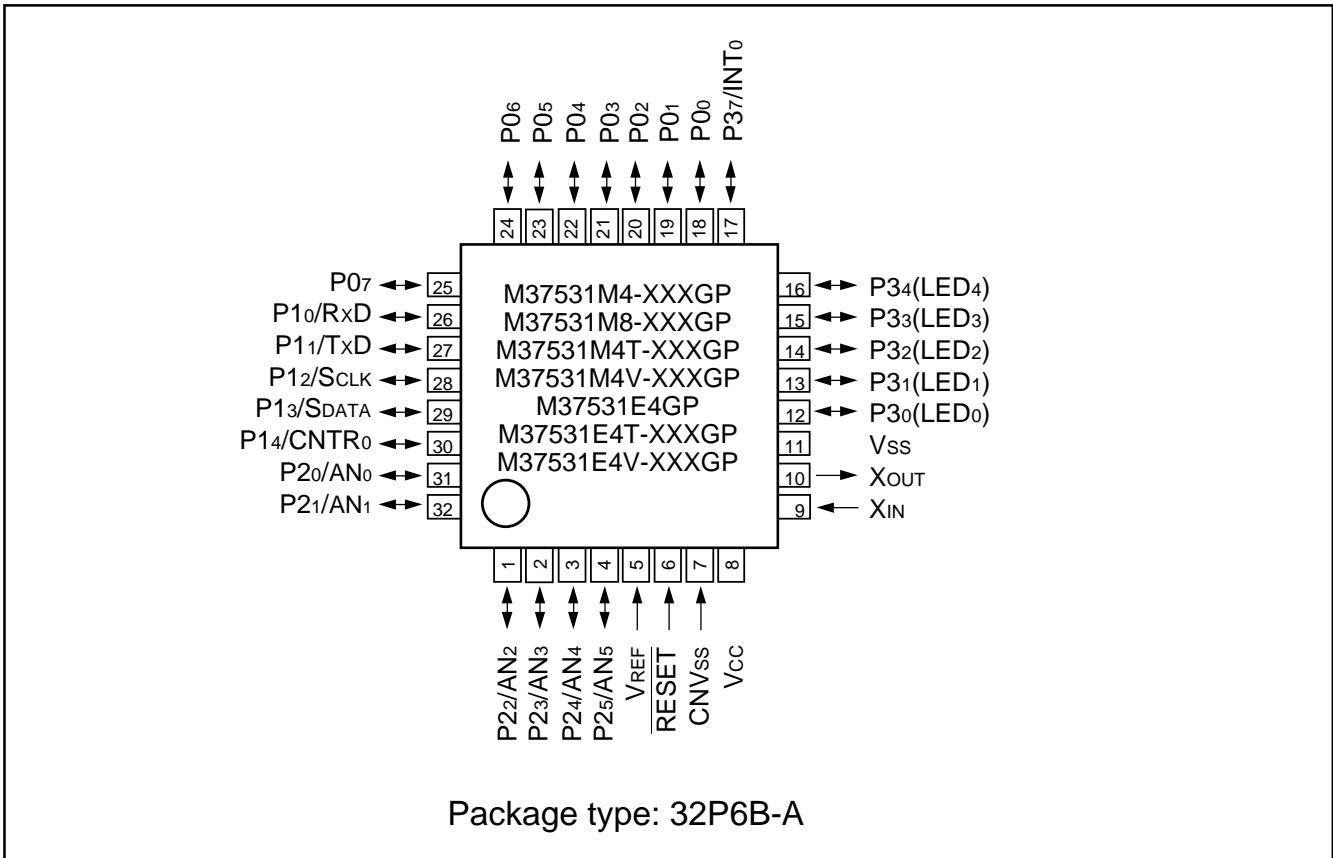 P06
P05
P04
P03
P02
P01
P00
P37/INT0
24
23
22
21
20
19
18
17
P07
25
P10/RXD
26
P11/TXD
27
P12/SCLK
28
P13/SDATA
29
P14/CNTR0
30
P20/AN0
31
P21/AN1
32
M37531M4-XXXGP
M37531M8-XXXGP
M37531M4T-XXXGP
M37531M4V-XXXGP
M37531E4GP
M37531E4T-XXXGP
M37531E4V-XXXGP
16
P34(LED4)
15
P33(LED3)
14
P32(LED2)
13
P31(LED1)
12
P30(LED0)
11
VSS
10
XOUT
9
XIN
1
2
3
4
5
6
7
8
P22/AN2
P23/AN3
P24/AN4
P25/AN5
VREF
RESET
CNVSS
VCC
Package type: 32P6B-A